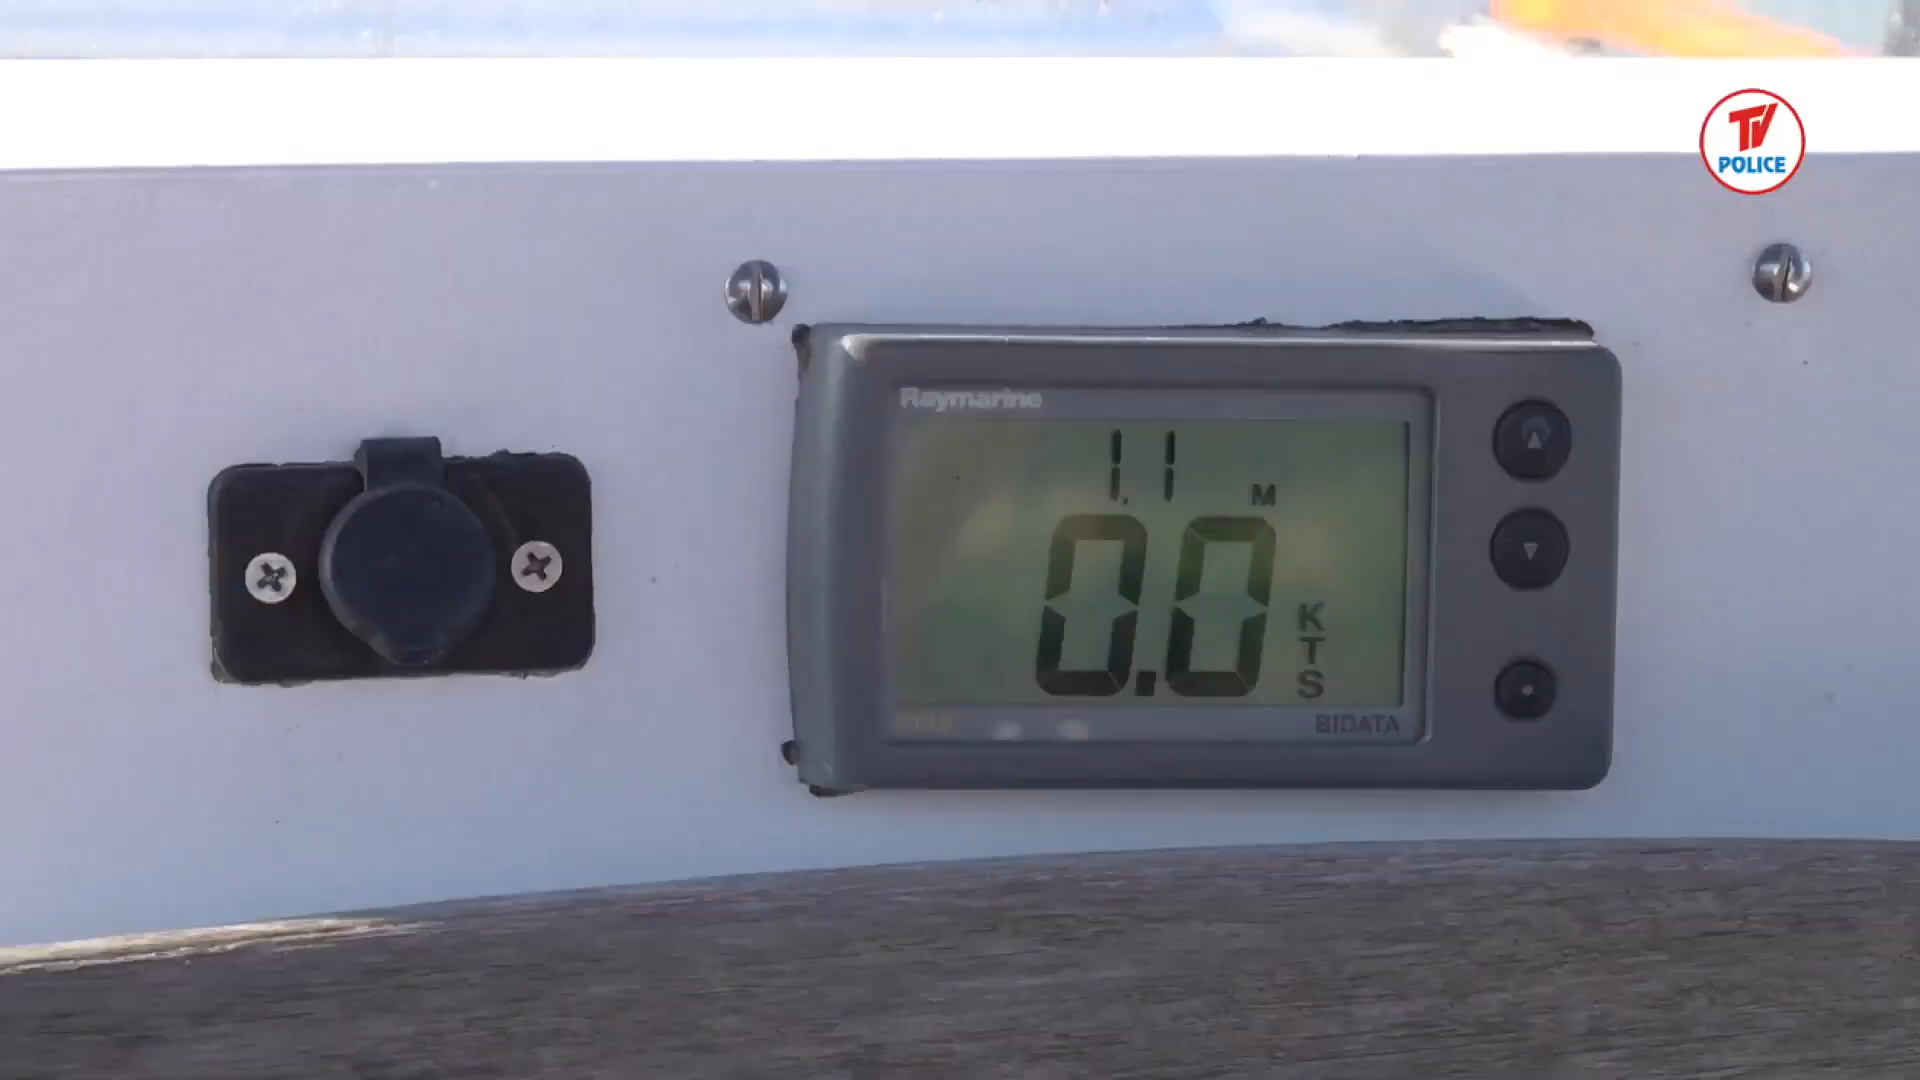 TV
POLICE
Raymarine
1.1 M
0.0 KTS
BIDATA